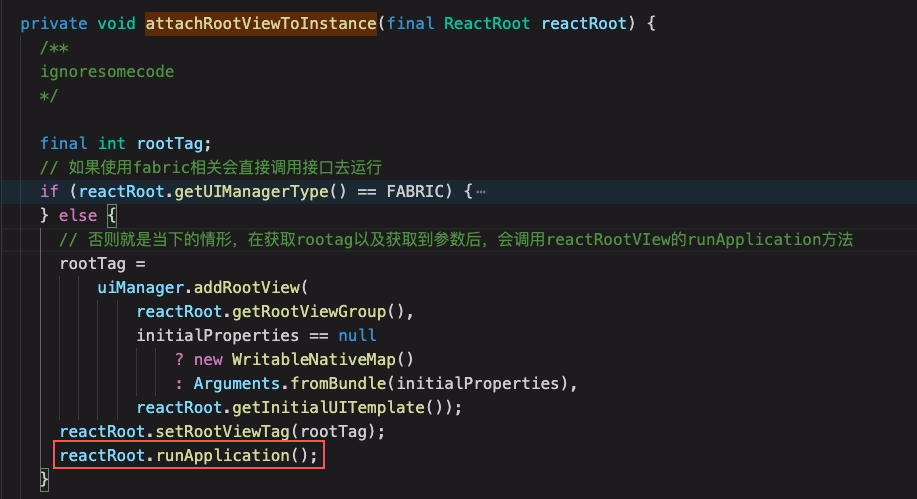 private void attachRootViewToInstance(final ReactRoot reactRoot) {
/**
ignoresomecode
*/
final int rootTag;
// 如果使用fabric相关会直接调用接口去运行
if (reactRoot.getUIManagerType() == FABRIC) {⋯
} else {
// 否则就是当下的情形，在获取rootag以及获取到参数后，会调用reactRootVIew的runApplication方法
rootTag =
uiManager.addRootView(
reactRoot.getRootViewGroup(),
initialProperties == null
? new WritableNativeMap()
: Arguments.fromBundle(initialProperties),
reactRoot.getInitialUITemplate());
reactRoot.setRootViewTag(rootTag);
reactRoot.runApplication();
}